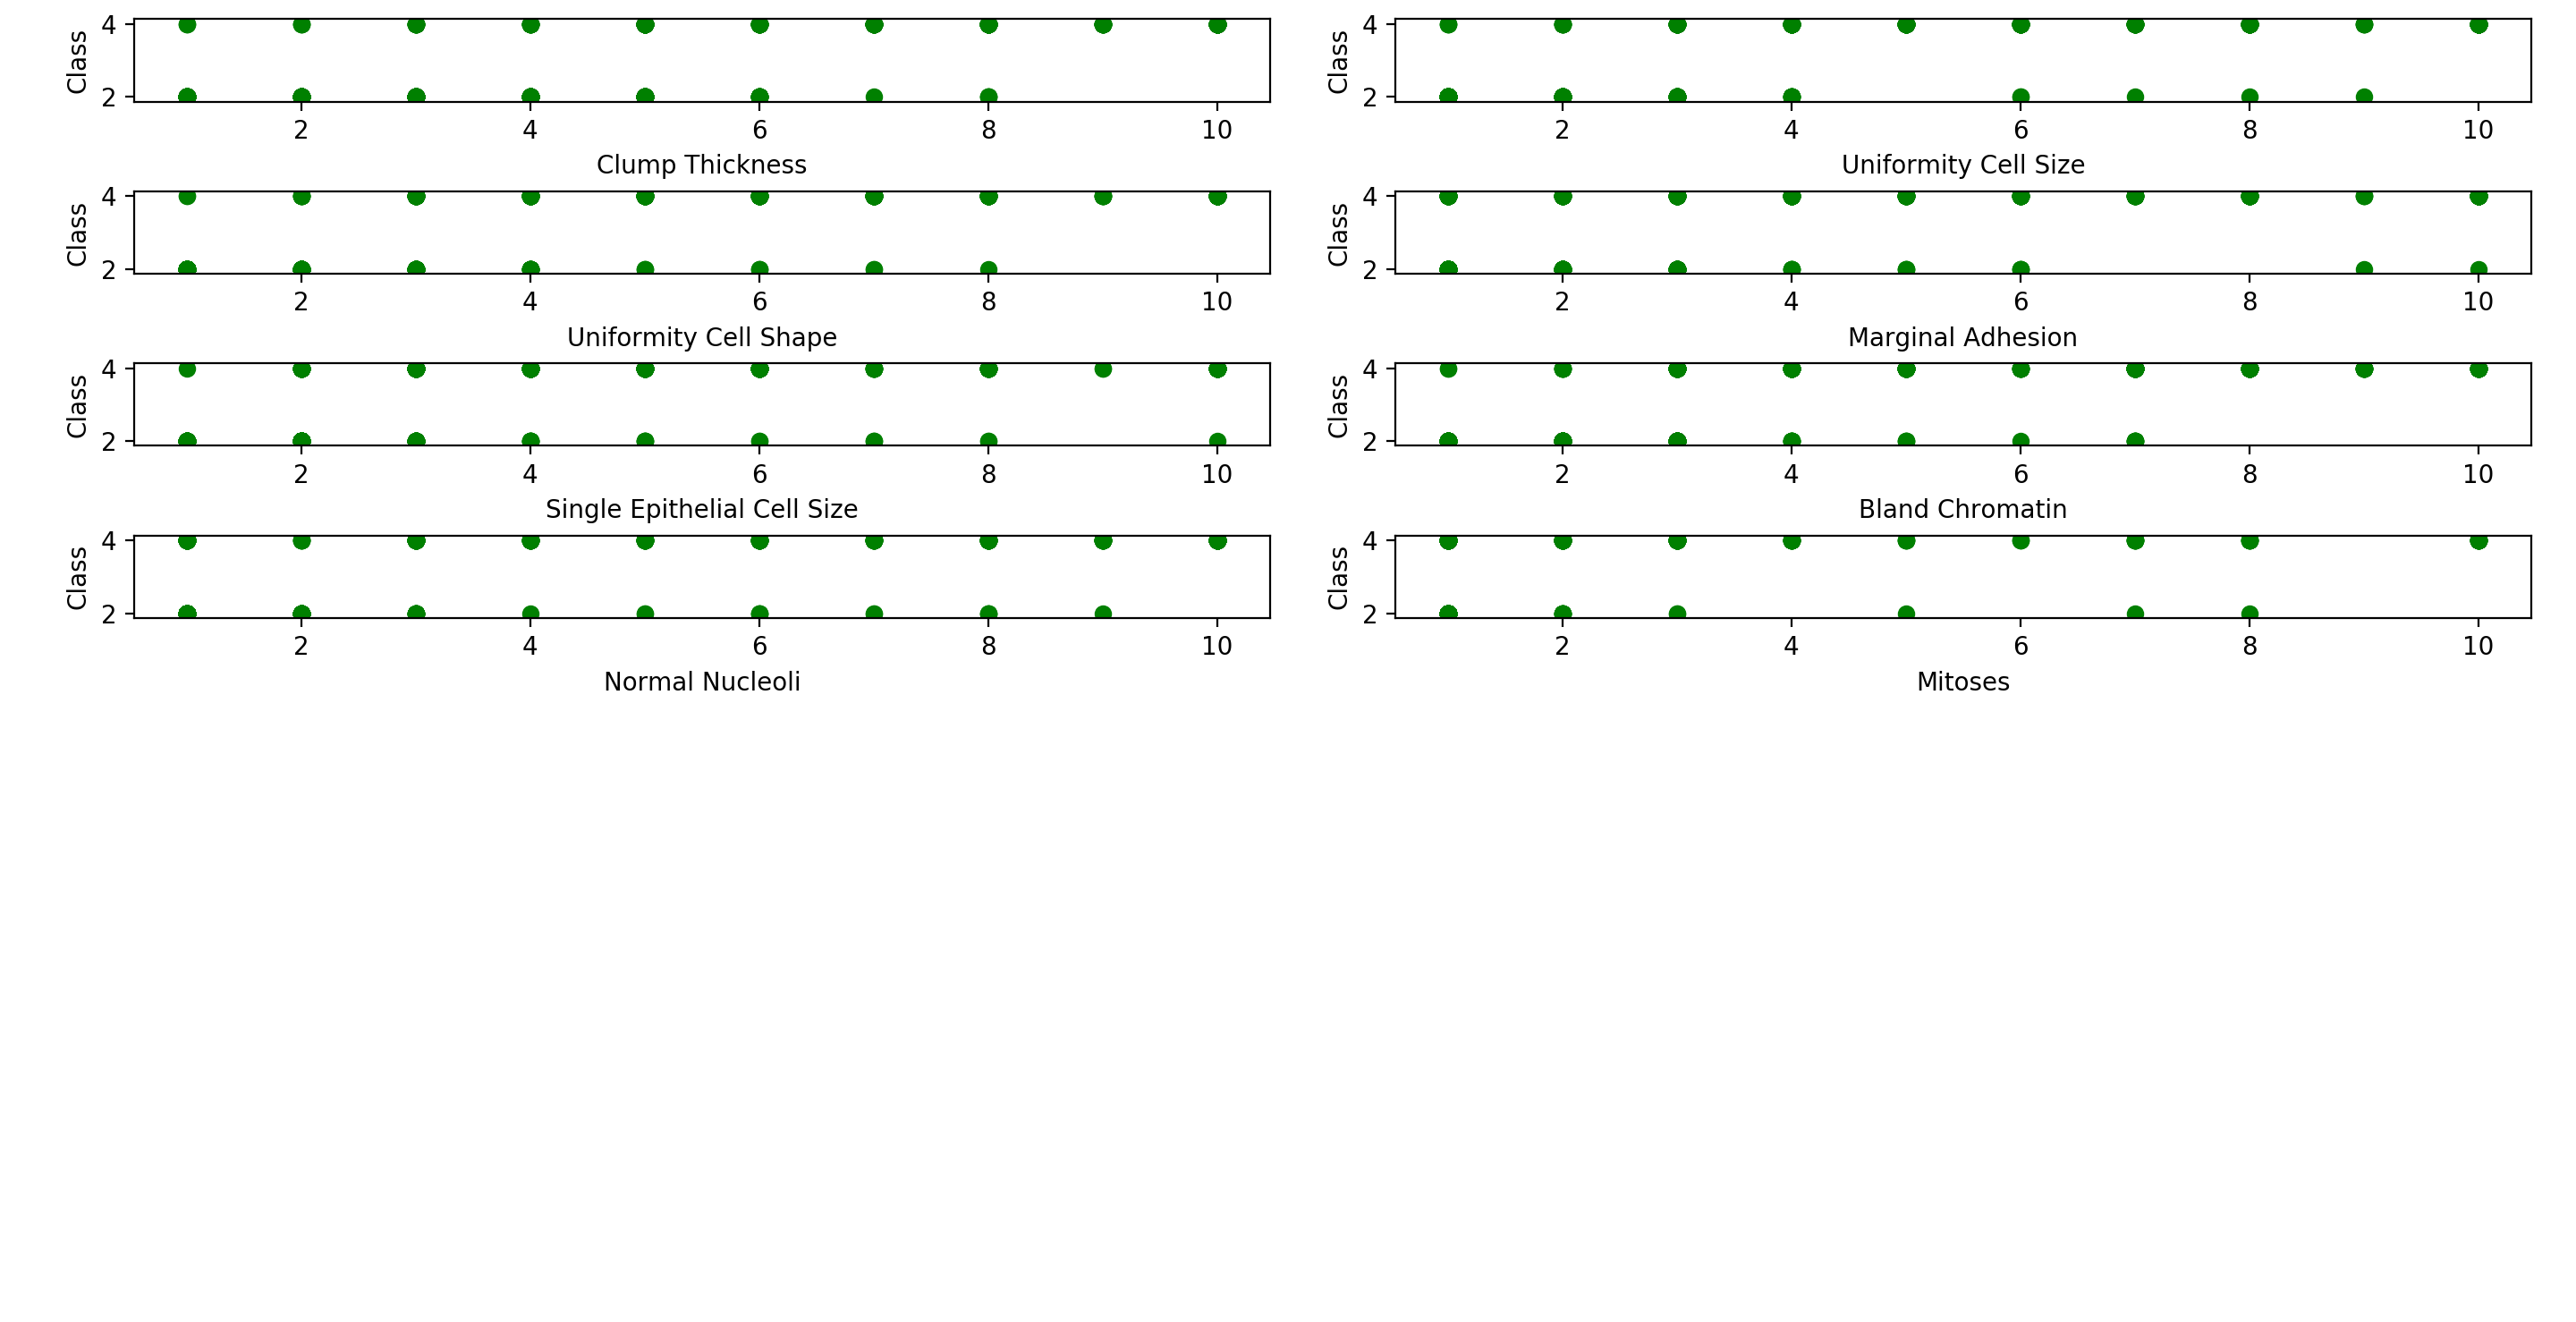 Class
4
2
2 4 6 8 10
Clump Thickness
Class
4
2
2 4 6 8 10
Uniformity Cell Size
Class
4
2
2 4 6 8 10
Uniformity Cell Shape
Class
4
2
2 4 6 8 10
Marginal Adhesion
Class
4
2
2 4 6 8 10
Single Epithelial Cell Size
Class
4
2
2 4 6 8 10
Bland Chromatin
Class
4
2
2 4 6 8 10
Normal Nucleoli
Class
4
2
2 4 6 8 10
Mitoses